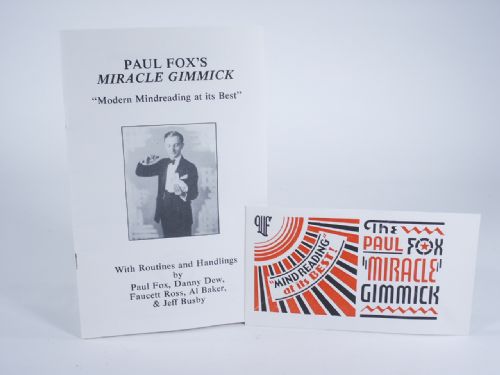 PAUL FOX'S
MIRACLE GIMMICK
"Modern Mindreading at its Best"
With Routines and Handlings
by
Paul Fox, Danny Dew,
Faucett Ross, Al Baker,
& Jeff Busby
"MIND READING"
at its BEST!
The
PAUL FOX
"MIRACLE"
GIMMICK